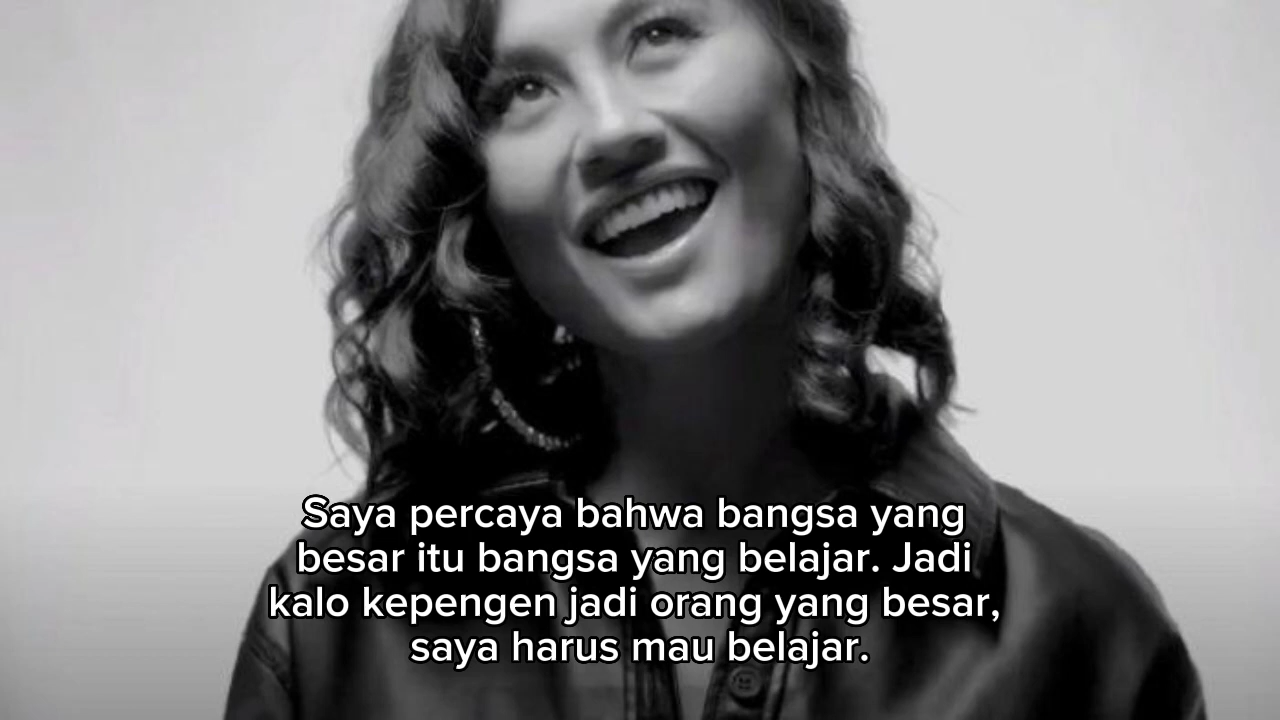 Saya percaya bahwa bangsa yang
besar itu bangsa yang belajar. Jadi
kalo kepengen jadi orang yang besar,
saya harus mau belajar.